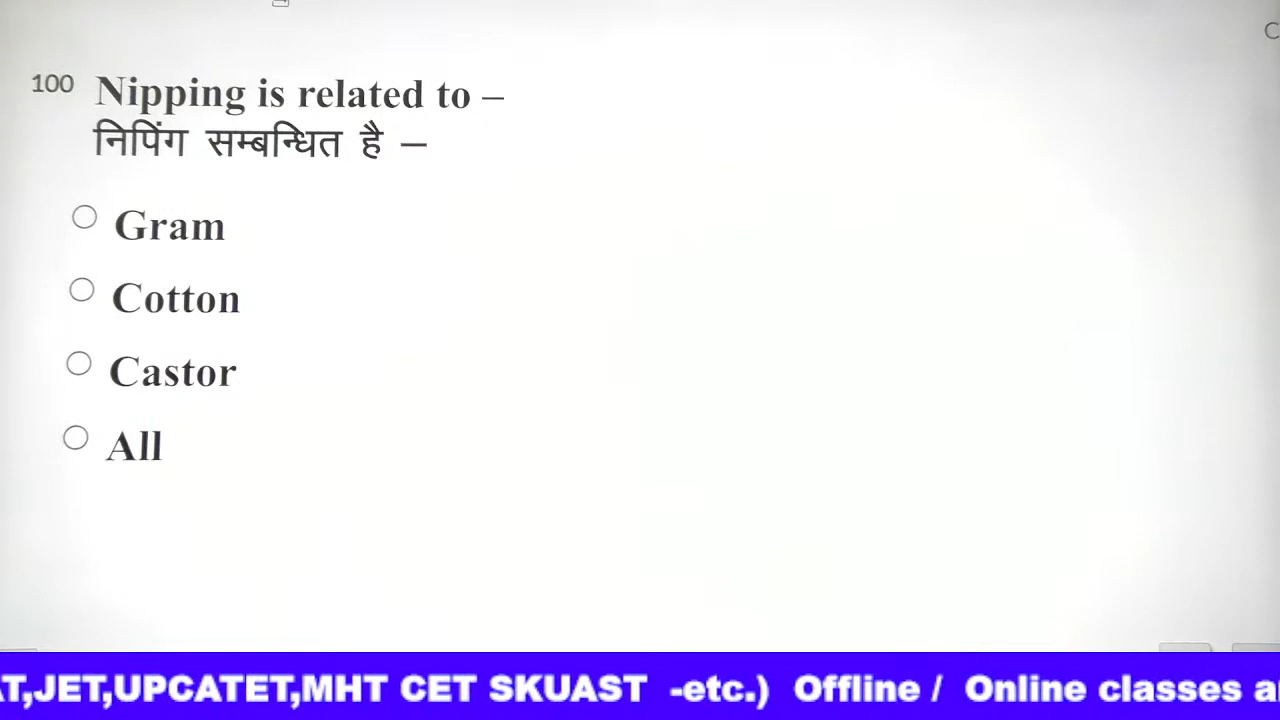 100 Nipping is related to –
निपिंग सम्बन्धित है –
Gram
Cotton
Castor
All
T,JET,UPCATET,MHT CET SKUAST -etc.) Offline / Online classes a